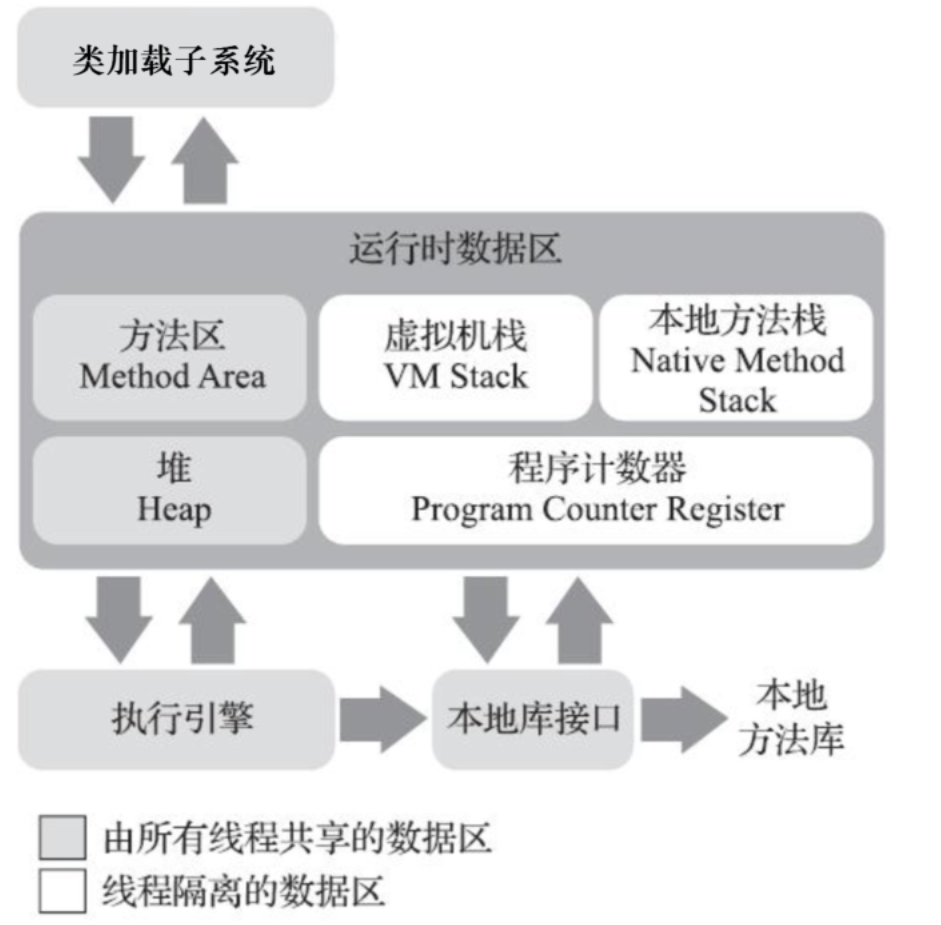 类加载子系统
运行时数据区
方法区
Method Area
虚拟机栈
VM Stack
本地方法栈
Native Method
Stack
堆
Heap
程序计数器
Program Counter Register
执行引擎
本地库接口
本地
方法库
由所有线程共享的数据区
线程隔离的数据区